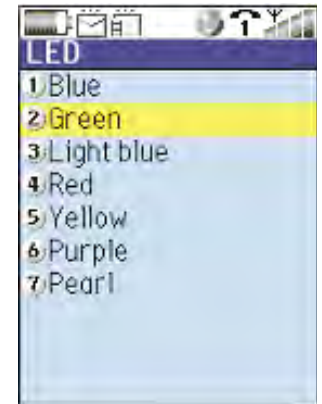 LED
1 Blue
2 Green
3 Light blue
4 Red
5 Yellow
6 Purple
7 Pearl